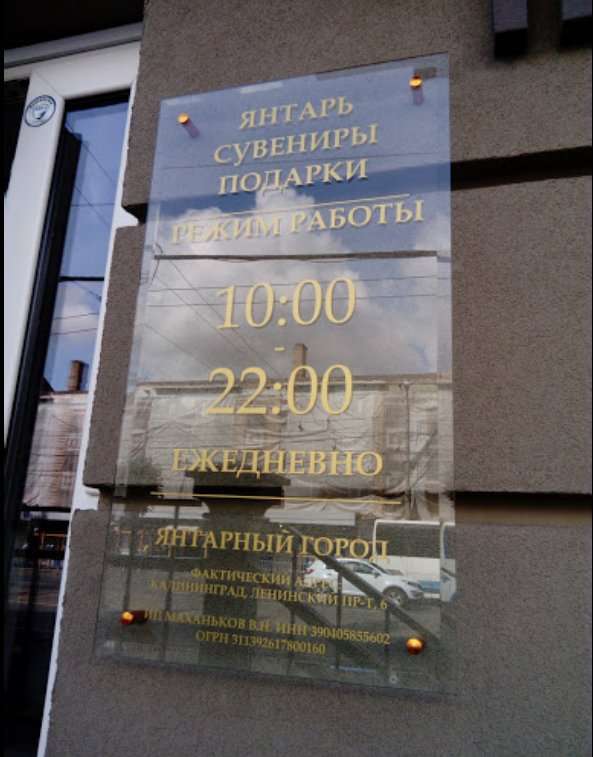 ЯНТАРЬ
СУВЕНИРЫ
ПОДАРКИ
РЕЖИМ РАБОТЫ
10:00
-
22:00
ЕЖЕДНЕВНО
ЯНТАРНЫЙ ГОРОД
ФАКТИЧЕСКИЙ АДРЕС
КАЛИНИНГРАД, ЛЕНИНСКИЙ ПР-Т, 6
ИП МАХАНЬКОВ В.Н. ИНН 390405855602
ОГРН 311392617800160